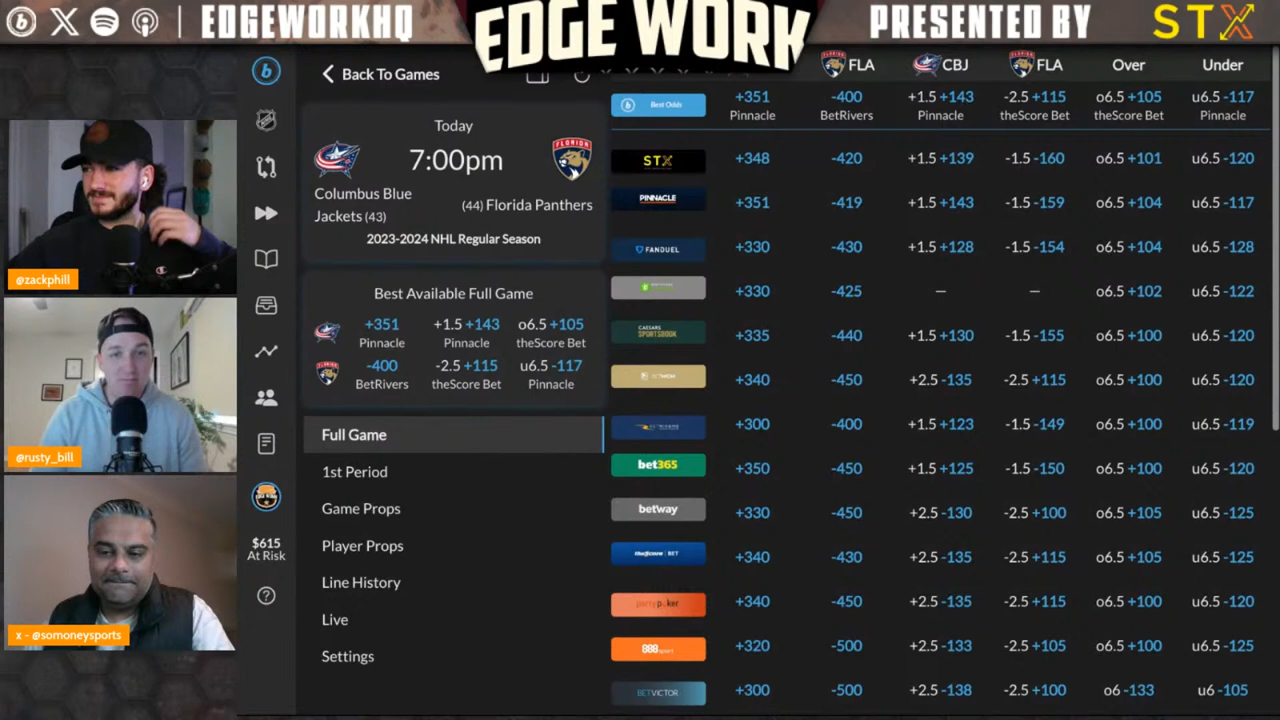 EDGEWORKHQ
EDGE WORK
PRESENTED BY STX
@zackphill
@rusty_bill
x - @somoneysports
$615
At Risk
Back To Games
Today
7:00pm
Columbus Blue
Jackets (43)
(44) Florida Panthers
2023-2024 NHL Regular Season
Best Available Full Game
+351 +1.5 +143 o6.5 +105
Pinnacle Pinnacle theScore Bet
-400 -2.5 +115 u6.5 -117
BetRivers theScore Bet Pinnacle
Full Game
1st Period
Game Props
Player Props
Line History
Live
Settings
FLA CBJ FLA Over Under
Best Odds +351 -400 +1.5 +143 -2.5 +115 o6.5 +105 u6.5 -117
Pinnacle BetRivers Pinnacle theScore Bet theScore Bet Pinnacle
STX +348 -420 +1.5 +139 -1.5 -160 o6.5 +101 u6.5 -120
PINNACLE +351 -419 +1.5 +143 -1.5 -159 o6.5 +104 u6.5 -117
FANDUEL +330 -430 +1.5 +128 -1.5 -154 o6.5 +104 u6.5 -128
+330 -425 — — o6.5 +102 u6.5 -122
CAESARS
SPORTSBOOK +335 -440 +1.5 +130 -1.5 -155 o6.5 +100 u6.5 -120
BETMGM +340 -450 +2.5 -135 -2.5 +115 o6.5 +100 u6.5 -120
+300 -400 +1.5 +123 -1.5 -149 o6.5 +100 u6.5 -119
bet365 +350 -450 +1.5 +125 -1.5 -150 o6.5 +100 u6.5 -120
betway +330 -450 +2.5 -130 -2.5 +100 o6.5 +105 u6.5 -125
theScore BET +340 -430 +2.5 -135 -2.5 +115 o6.5 +105 u6.5 -125
partypoker +340 -450 +2.5 -135 -2.5 +115 o6.5 +100 u6.5 -120
888sport +320 -500 +2.5 -133 -2.5 +105 o6.5 +100 u6.5 -125
BETVICTOR +300 -500 +2.5 -138 -2.5 +100 o6 -133 u6 -105